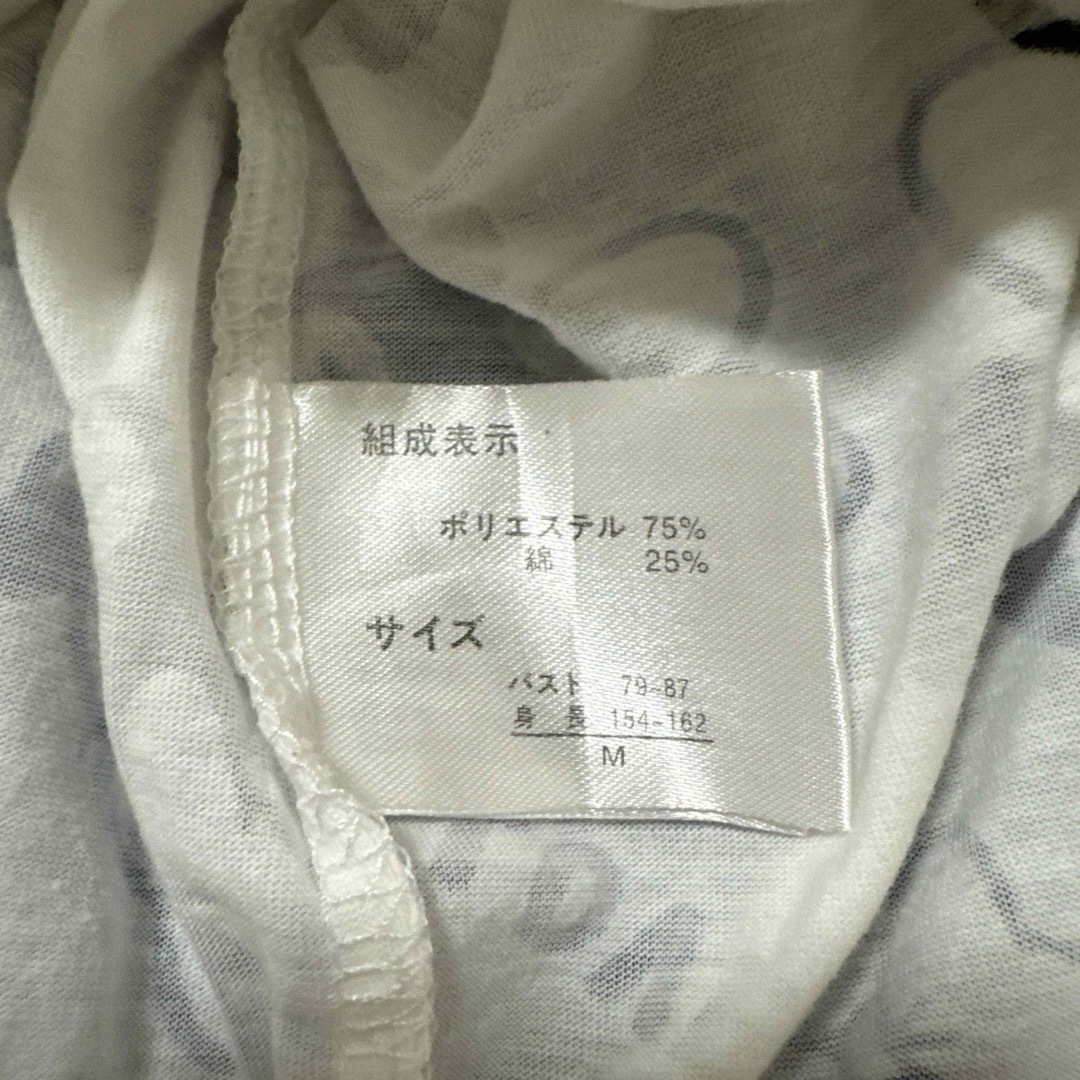 組成表示
ポリエステル 75%
綿 25%
サイズ
バスト 79-87
身長 154-162
M